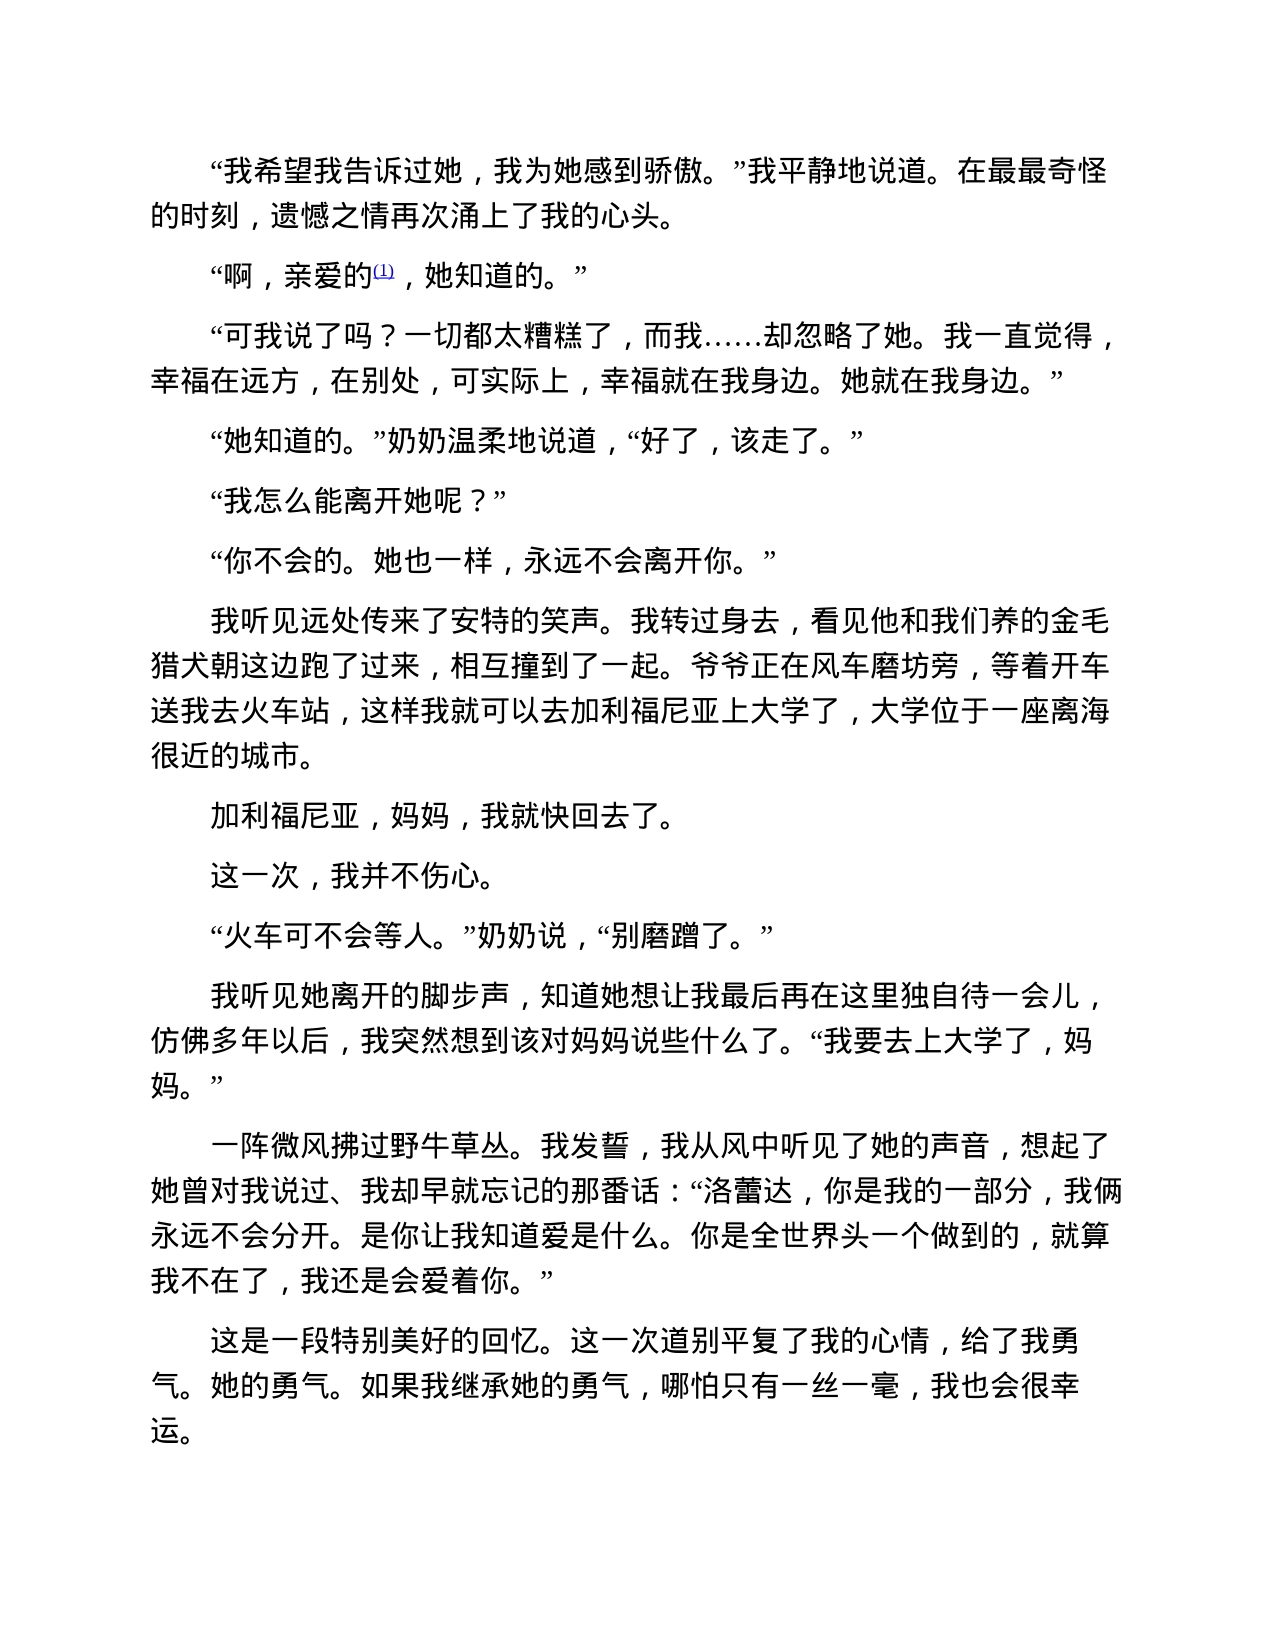 “我希望我告诉过她，我为她感到骄傲。”我平静地说道。在最最奇怪
的时刻，遗憾之情再次涌上了我的心头。
“啊，亲爱的(1)，她知道的。”
“可我说了吗？一切都太糟糕了，而我……却忽略了她。我一直觉得，
幸福在远方，在别处，可实际上，幸福就在我身边。她就在我身边。”
“她知道的。”奶奶温柔地说道，“好了，该走了。”
“我怎么能离开她呢？”
“你不会的。她也一样，永远不会离开你。”
我听见远处传来了安特的笑声。我转过身去，看见他和我们养的金毛
猎犬朝这边跑了过来，相互撞到了一起。爷爷正在风车磨坊旁，等着开车
送我去火车站，这样我就可以去加利福尼亚上大学了，大学位于一座离海
很近的城市。
加利福尼亚，妈妈，我就快回去了。
这一次，我并不伤心。
“火车可不会等人。”奶奶说，“别磨蹭了。”
我听见她离开的脚步声，知道她想让我最后再在这里独自待一会儿，
仿佛多年以后，我突然想到该对妈妈说些什么了。“我要去上大学了，妈
妈。”
一阵微风拂过野牛草丛。我发誓，我从风中听见了她的声音，想起了
她曾对我说过、我却早就忘记的那番话：“洛蕾达，你是我的一部分，我俩
永远不会分开。是你让我知道爱是什么。你是全世界头一个做到的，就算
我不在了，我还是会爱着你。”
这是一段特别美好的回忆。这一次道别平复了我的心情，给了我勇
气。她的勇气。如果我继承她的勇气，哪怕只有一丝一毫，我也会很幸
运。